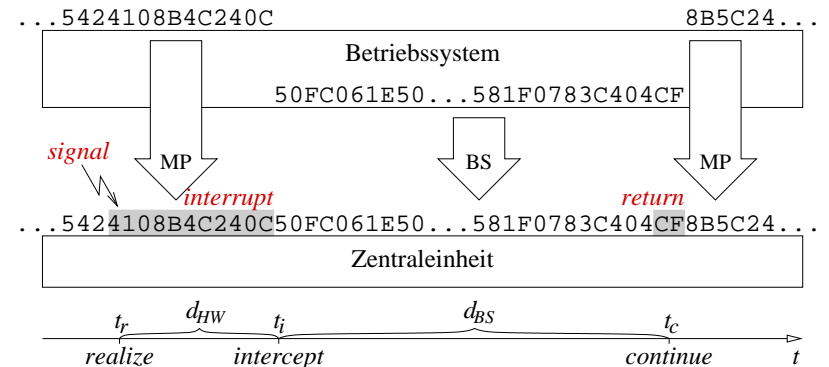 ...5424108B4C240C 8B5C24...
Betriebssystem
50FC061E50...581F0783C404CF
signal MP BS MP
interrupt return
...5424108B4C240C50FC061E50...581F0783C404CF8B5C24...
Zentraleinheit
t_r d_HW t_i d_BS t_c
realize intercept continue t